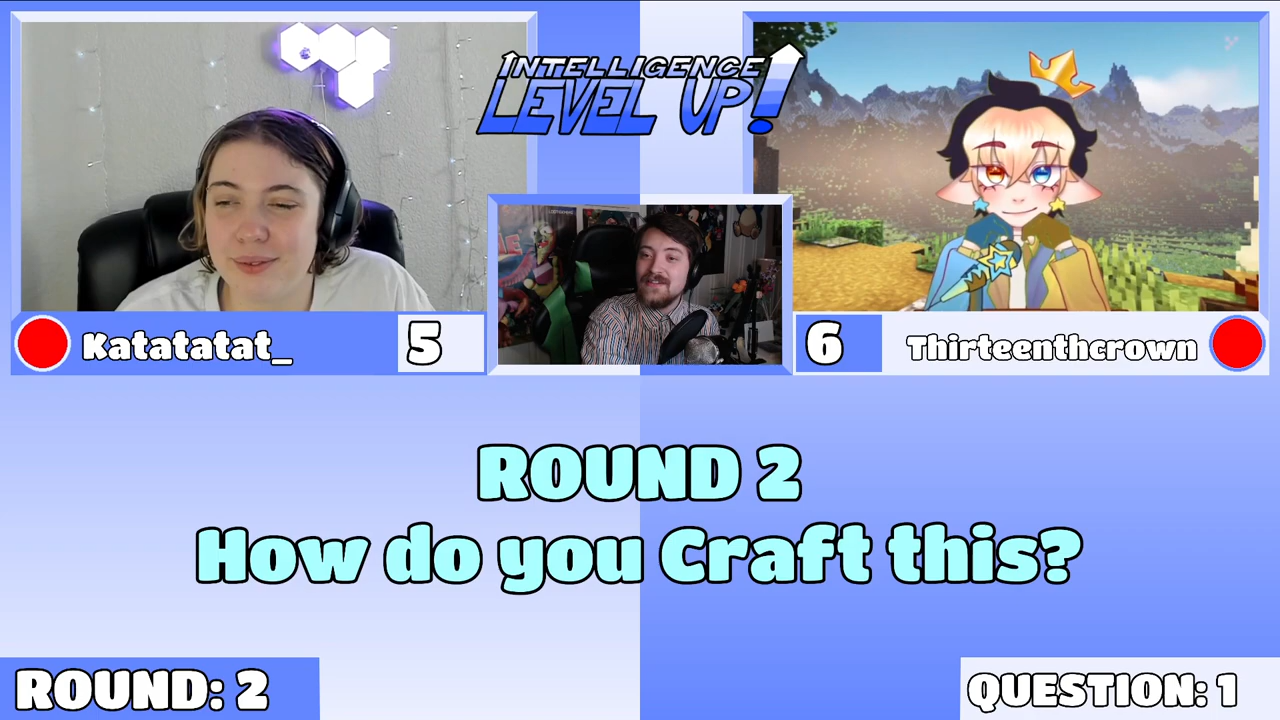 INTELLIGENCE
LEVEL UP!
Katatatat_
5
6
Thirteenthcrown
ROUND 2
How do you Craft this?
ROUND: 2
QUESTION: 1